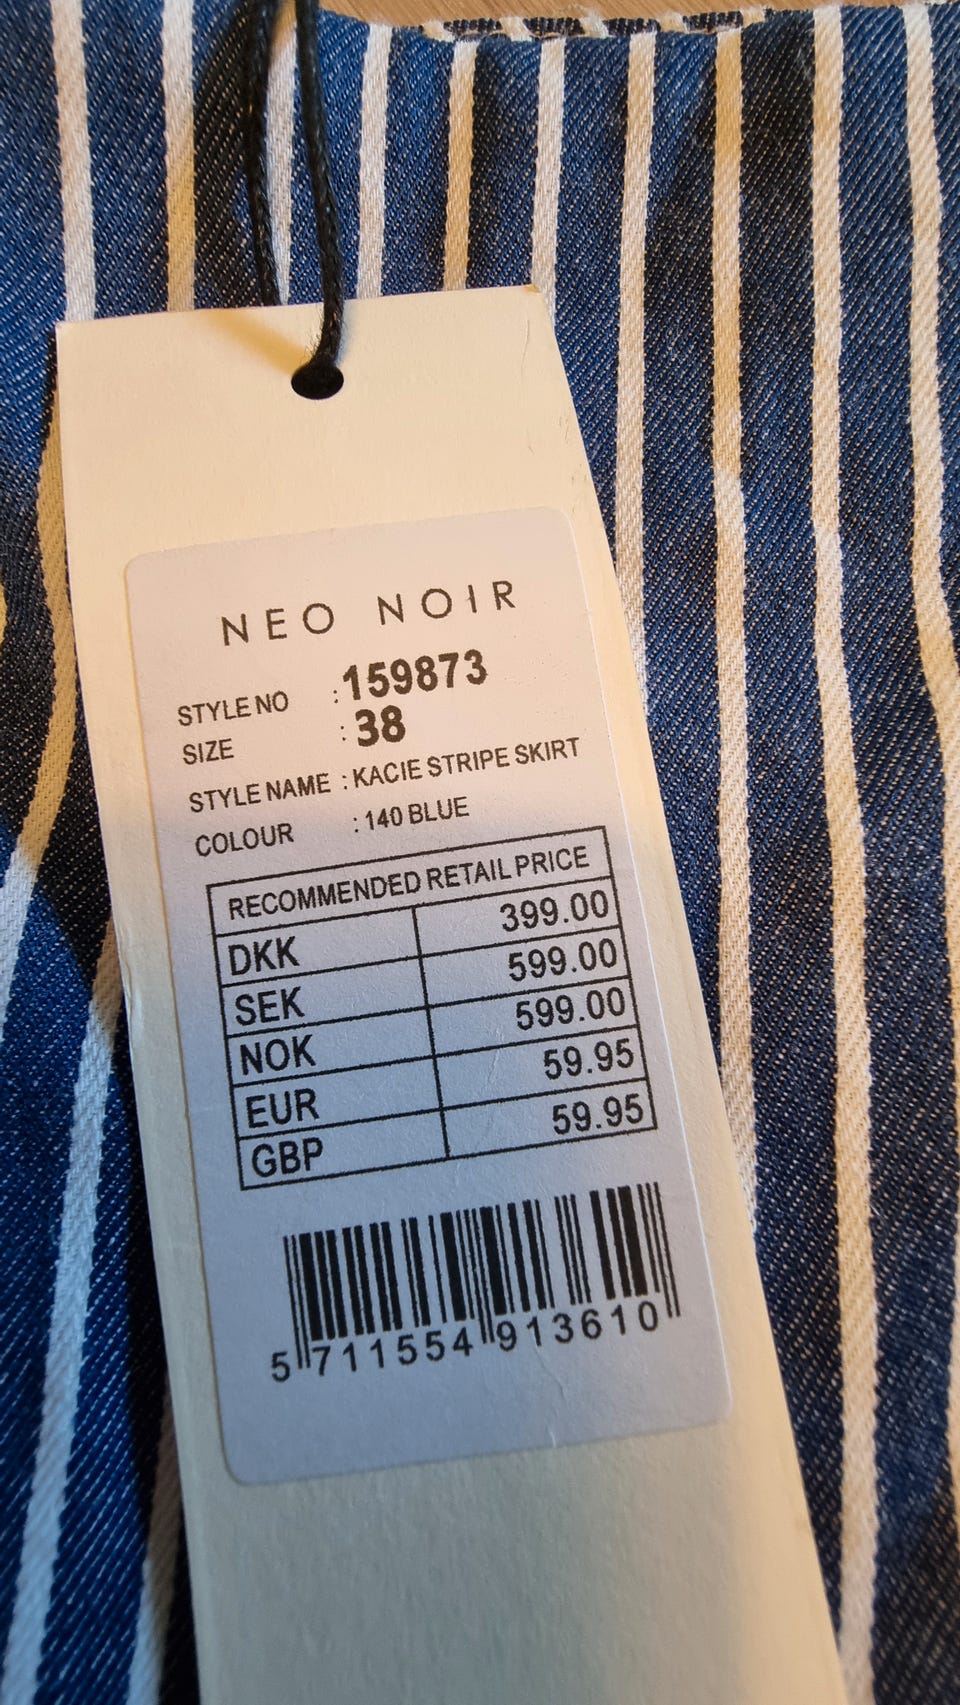 NEO NOIR
STYLE NO : 159873
SIZE : 38
STYLE NAME : KACIE STRIPE SKIRT
COLOUR : 140 BLUE
RECOMMENDED RETAIL PRICE
DKK 399.00
SEK 599.00
NOK 599.00
EUR 59.95
GBP 59.95
5 711554 913610